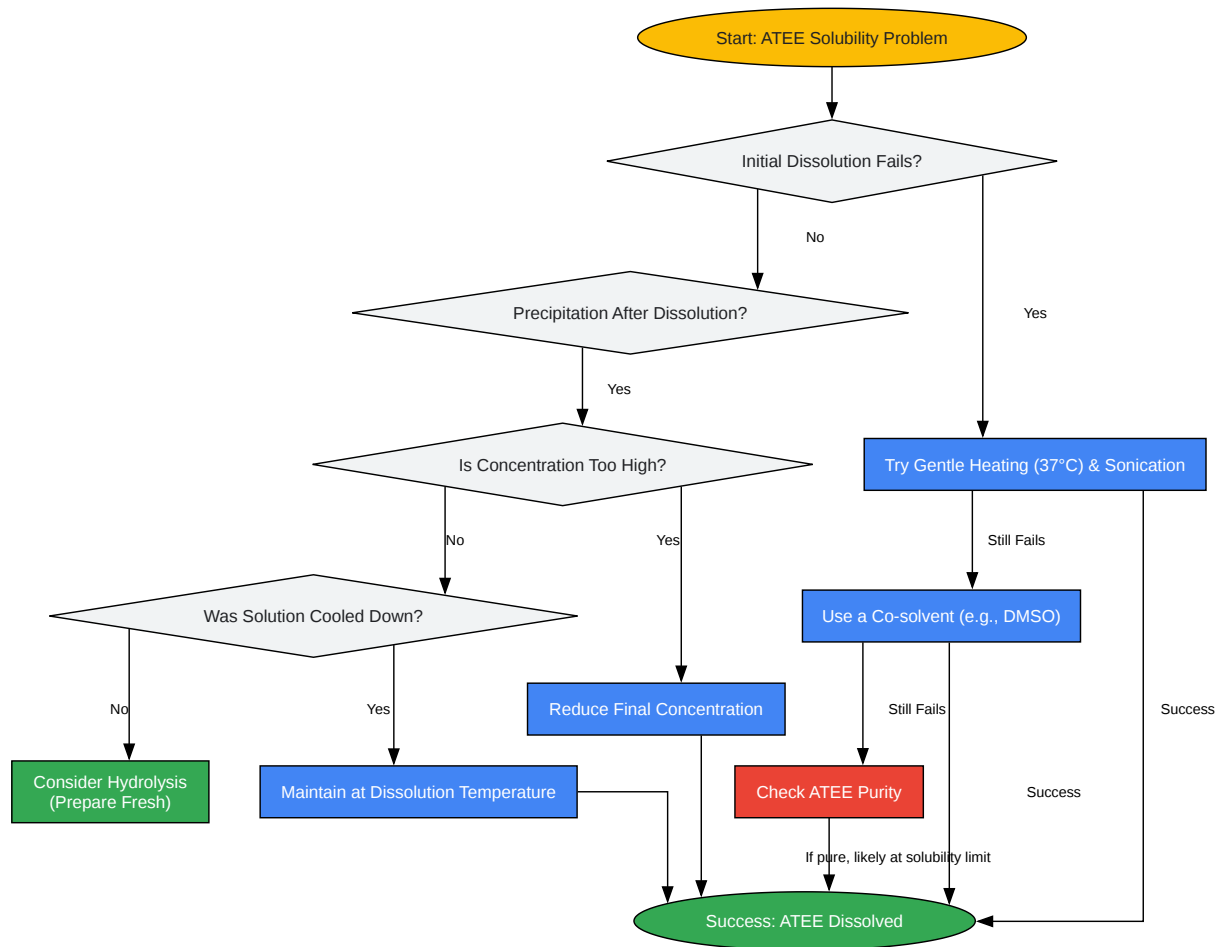 Start: ATEE Solubility Problem
Initial Dissolution Fails?
No
Precipitation After Dissolution?
Yes
Yes
Is Concentration Too High?
Try Gentle Heating (37°C) & Sonication
No
Yes
Still Fails
Was Solution Cooled Down?
Use a Co-solvent (e.g., DMSO)
No
Yes
Reduce Final Concentration
Still Fails
Success
Consider Hydrolysis
(Prepare Fresh)
Maintain at Dissolution Temperature
Check ATEE Purity
Success
If pure, likely at solubility limit
Success: ATEE Dissolved